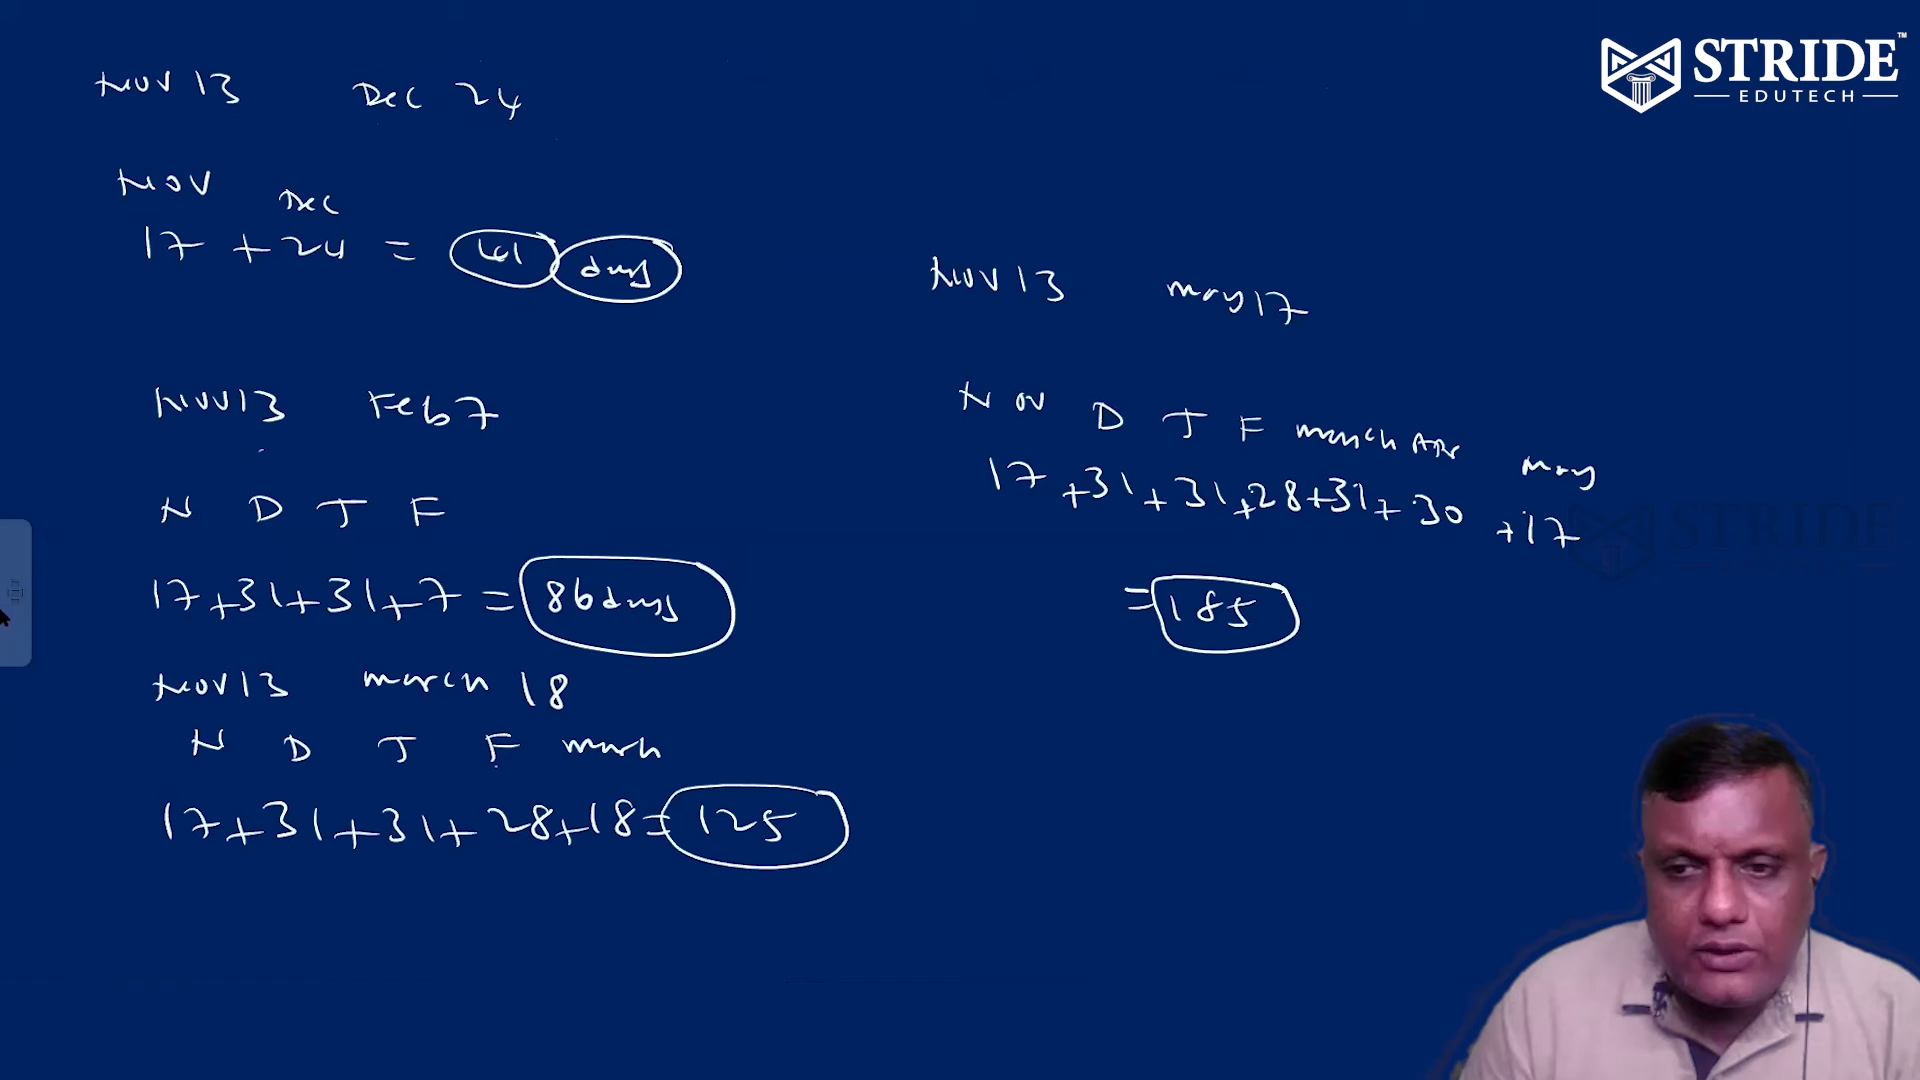 STRIDE™
EDUTECH
NOV 13 Dec 24
NOV Dec
17 + 24 = 41 days
NOV 13 Feb 7
N D J F
17+31+31+7 = 86 days
NOV 13 march 18
N D J F march
17+31+31+28+18= 125
NOV 13 may 17
NOV D J F march APR may
17+31+31+28+31+30+17
= 185
STRIDE